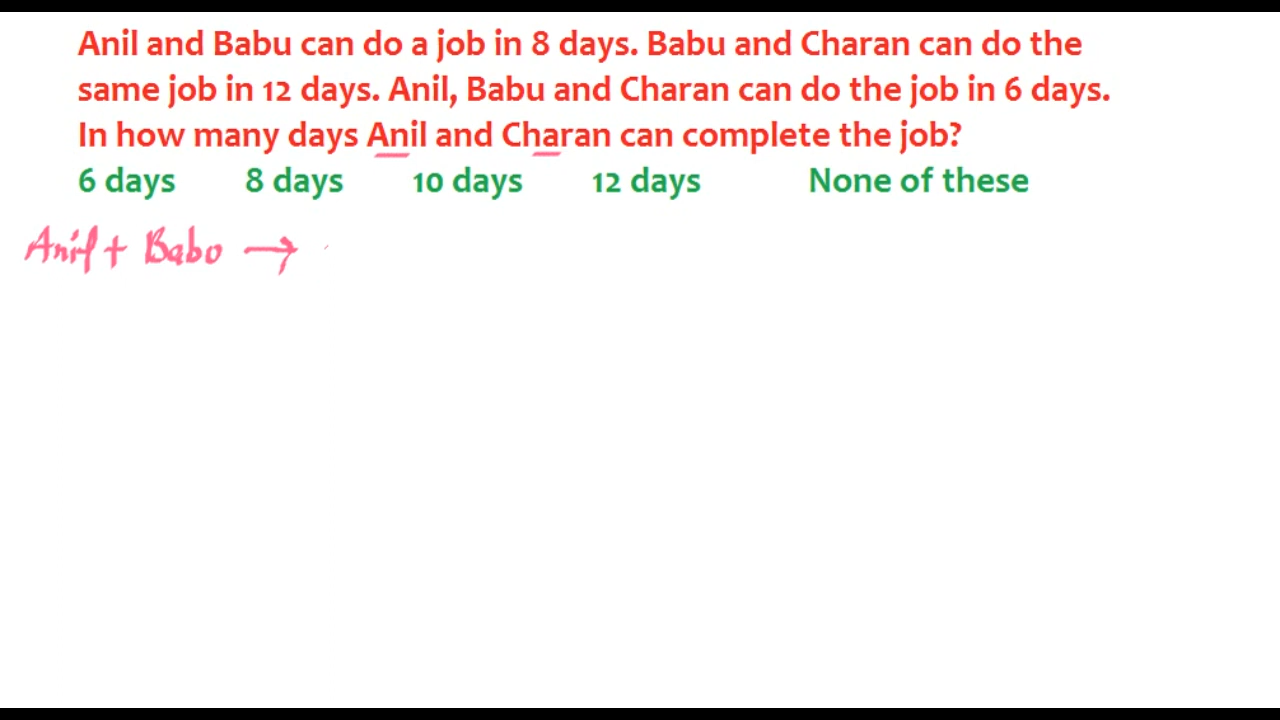 Anil and Babu can do a job in 8 days. Babu and Charan can do the
same job in 12 days. Anil, Babu and Charan can do the job in 6 days.
In how many days Anil and Charan can complete the job?
6 days 8 days 10 days 12 days None of these
Anil + Babo →